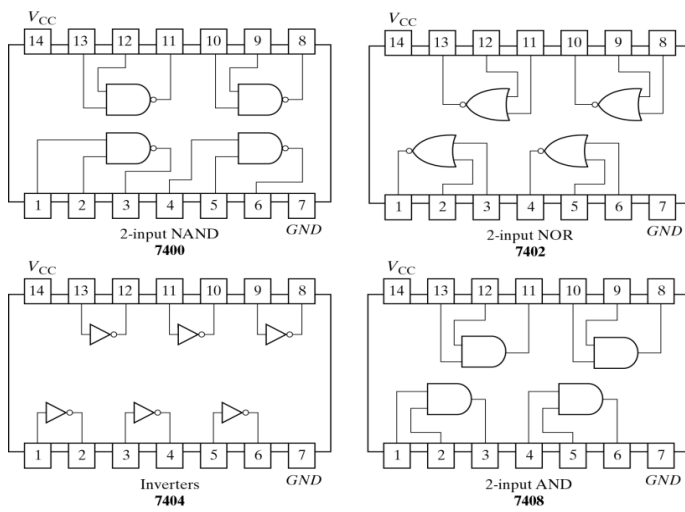 VCC
14 13 12 11 10 9 8
1 2 3 4 5 6 7
GND
2-input NAND
7400
VCC
14 13 12 11 10 9 8
1 2 3 4 5 6 7
GND
2-input NOR
7402
VCC
14 13 12 11 10 9 8
1 2 3 4 5 6 7
GND
Inverters
7404
VCC
14 13 12 11 10 9 8
1 2 3 4 5 6 7
GND
2-input AND
7408